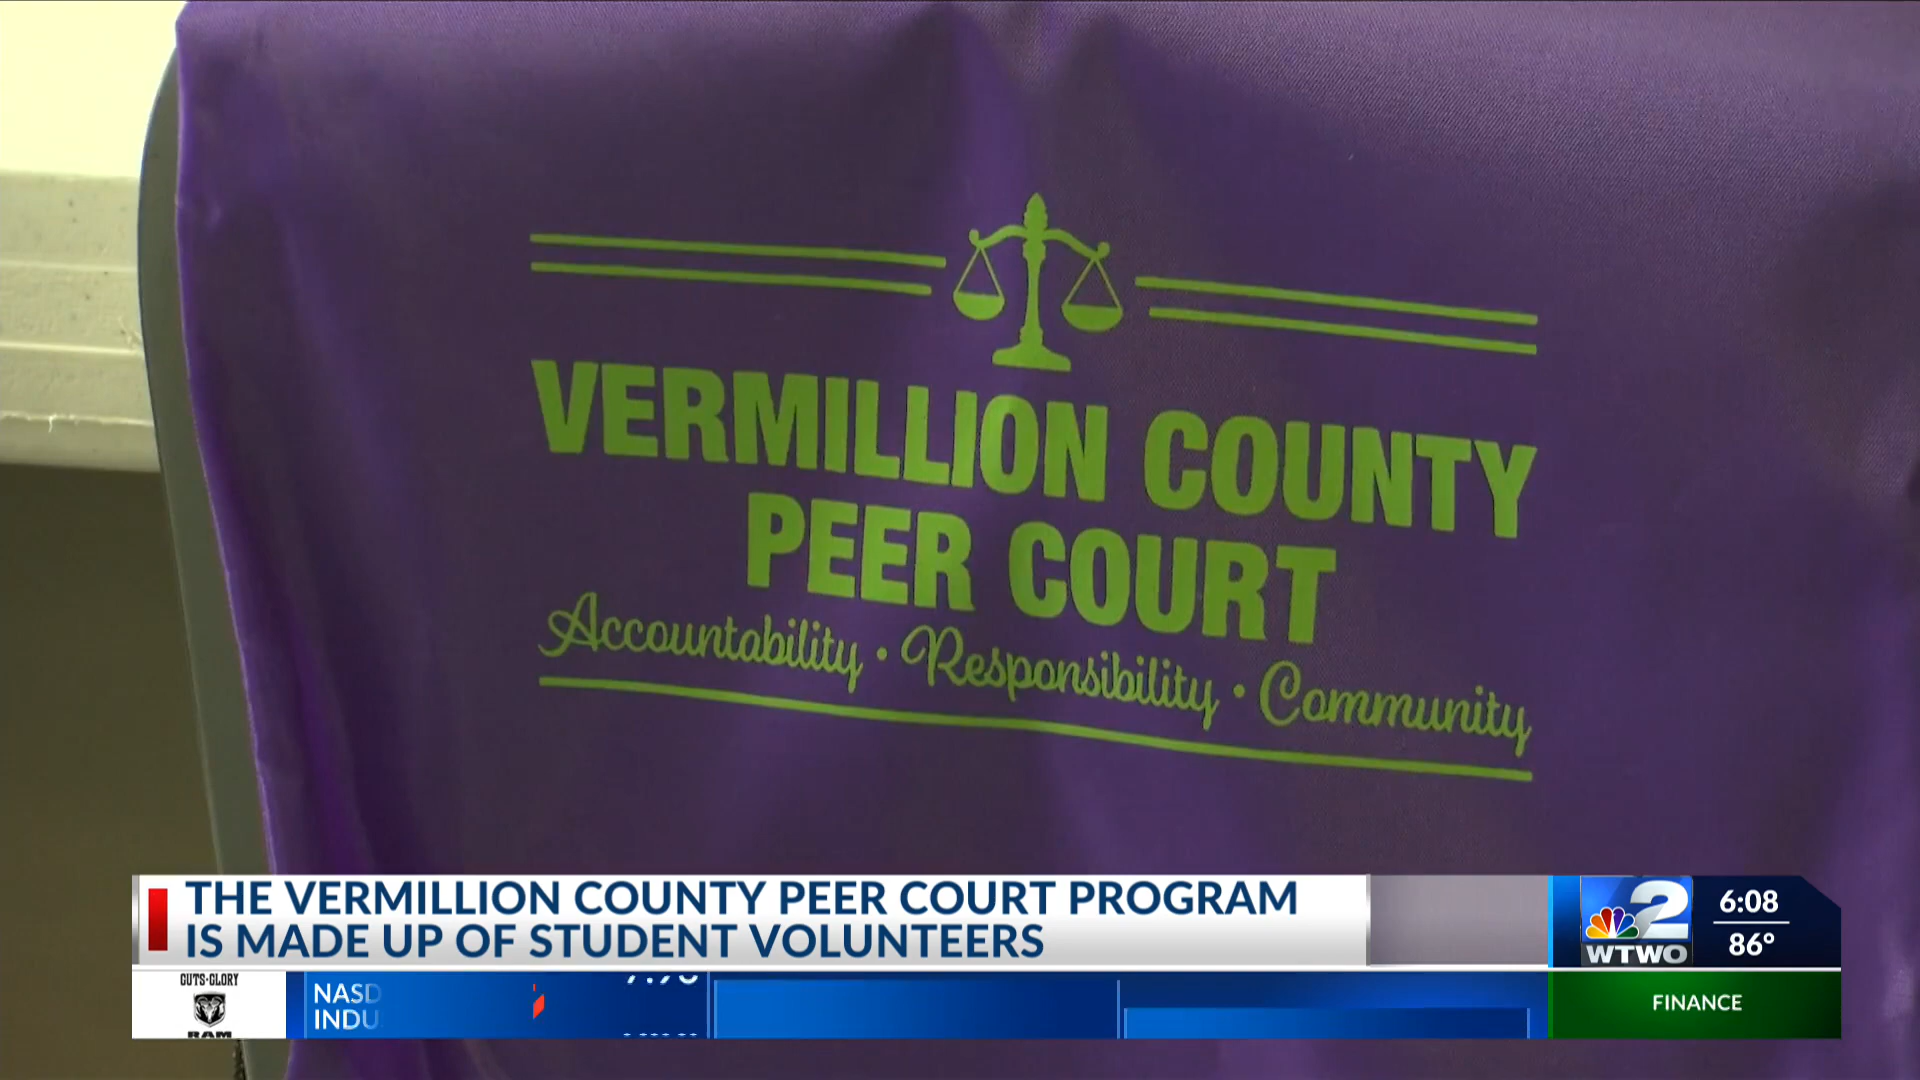 VERMILLION COUNTY
PEER COURT
Accountability • Responsibility • Community
THE VERMILLION COUNTY PEER COURT PROGRAM
IS MADE UP OF STUDENT VOLUNTEERS
2
WTWO
6:08
86°
GUTS·GLORY
RAM
NASD
INDU
FINANCE